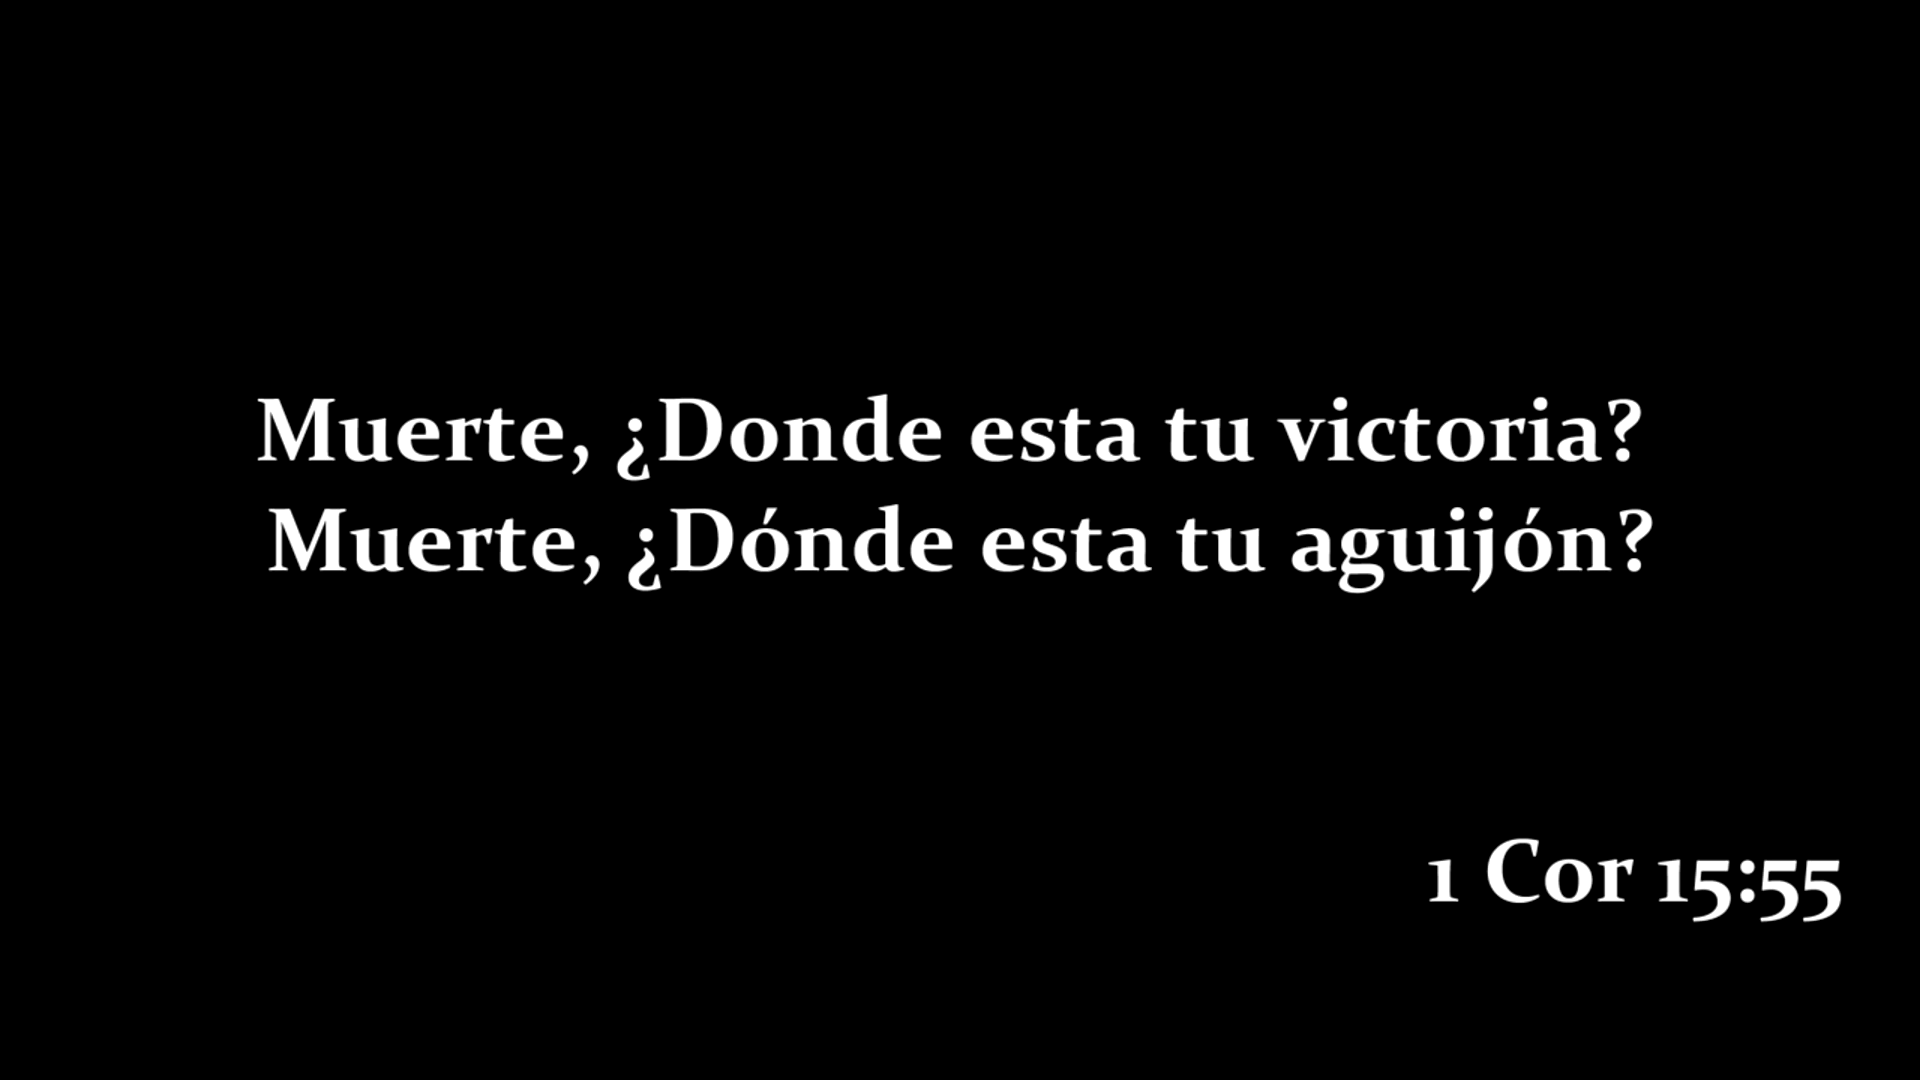 Muerte, ¿Donde esta tu victoria?
Muerte, ¿Dónde esta tu aguijón?
1 Cor 15:55